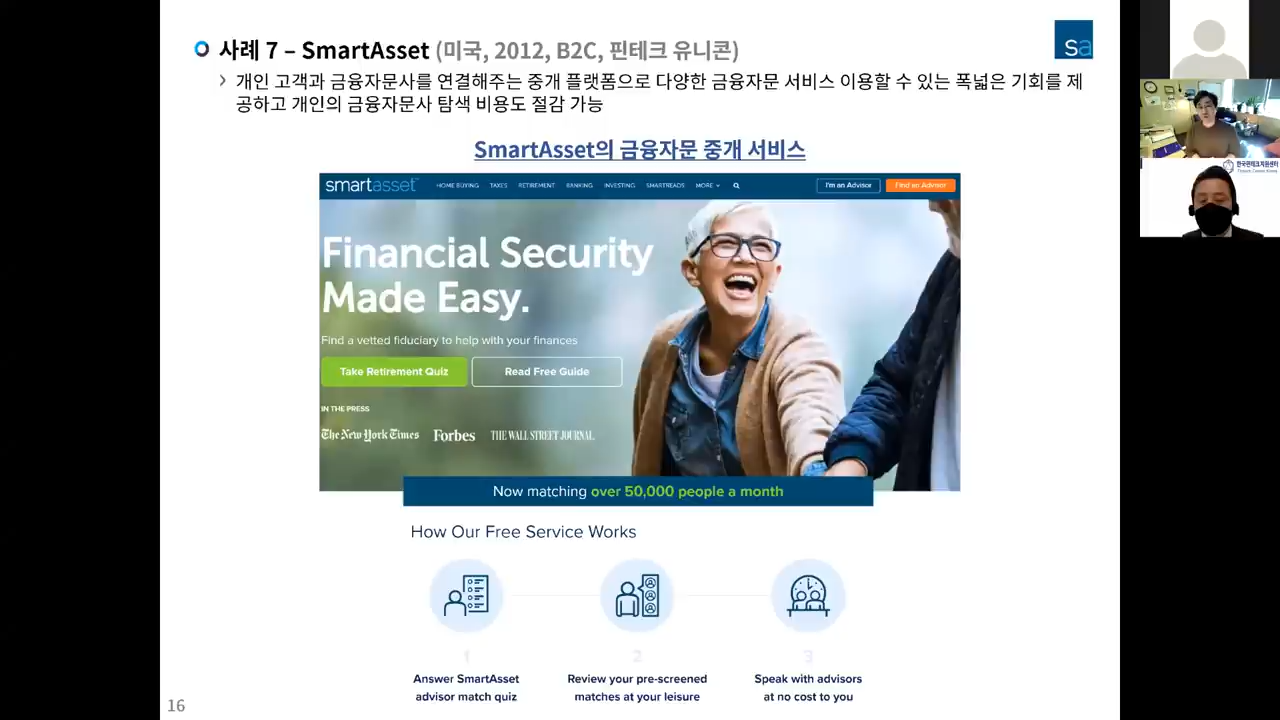 사례 7 – SmartAsset (미국, 2012, B2C, 핀테크 유니콘)
sa
› 개인 고객과 금융자문사를 연결해주는 중개 플랫폼으로 다양한 금융자문 서비스 이용할 수 있는 폭넓은 기회를 제
공하고 개인의 금융자문사 탐색 비용도 절감 가능
SmartAsset의 금융자문 중개 서비스
smartasset HOME BUYING TAXES RETIREMENT BANKING INVESTING SMARTREADS MORE I'm an Advisor Find an Advisor
Financial Security
Made Easy.
Find a vetted fiduciary to help with your finances
Take Retirement Quiz Read Free Guide
IN THE PRESS
The New York Times Forbes THE WALL STREET JOURNAL
Now matching over 50,000 people a month
How Our Free Service Works
1 2 3
Answer SmartAsset Review your pre-screened Speak with advisors
advisor match quiz matches at your leisure at no cost to you
16
한국핀테크지원센터